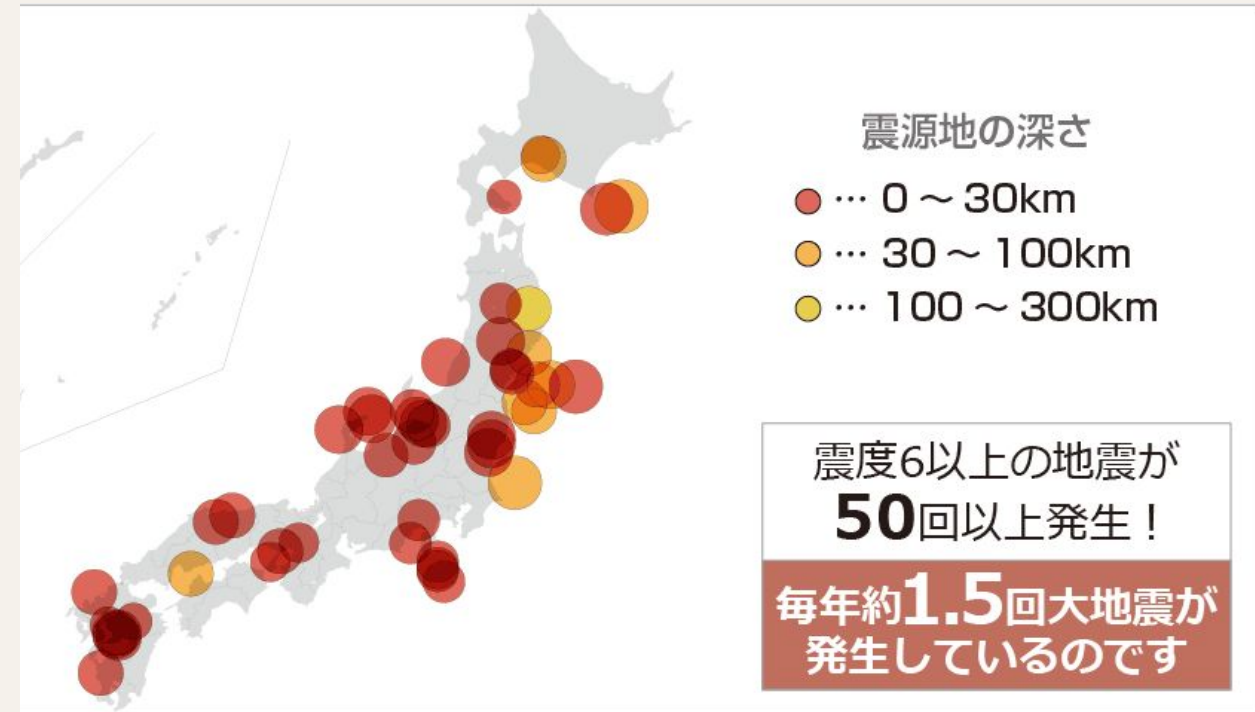 震源地の深さ
… 0 ~ 30km
… 30 ~ 100km
… 100 ~ 300km
震度6以上の地震が
50回以上発生!
毎年約1.5回大地震が
発生しているのです